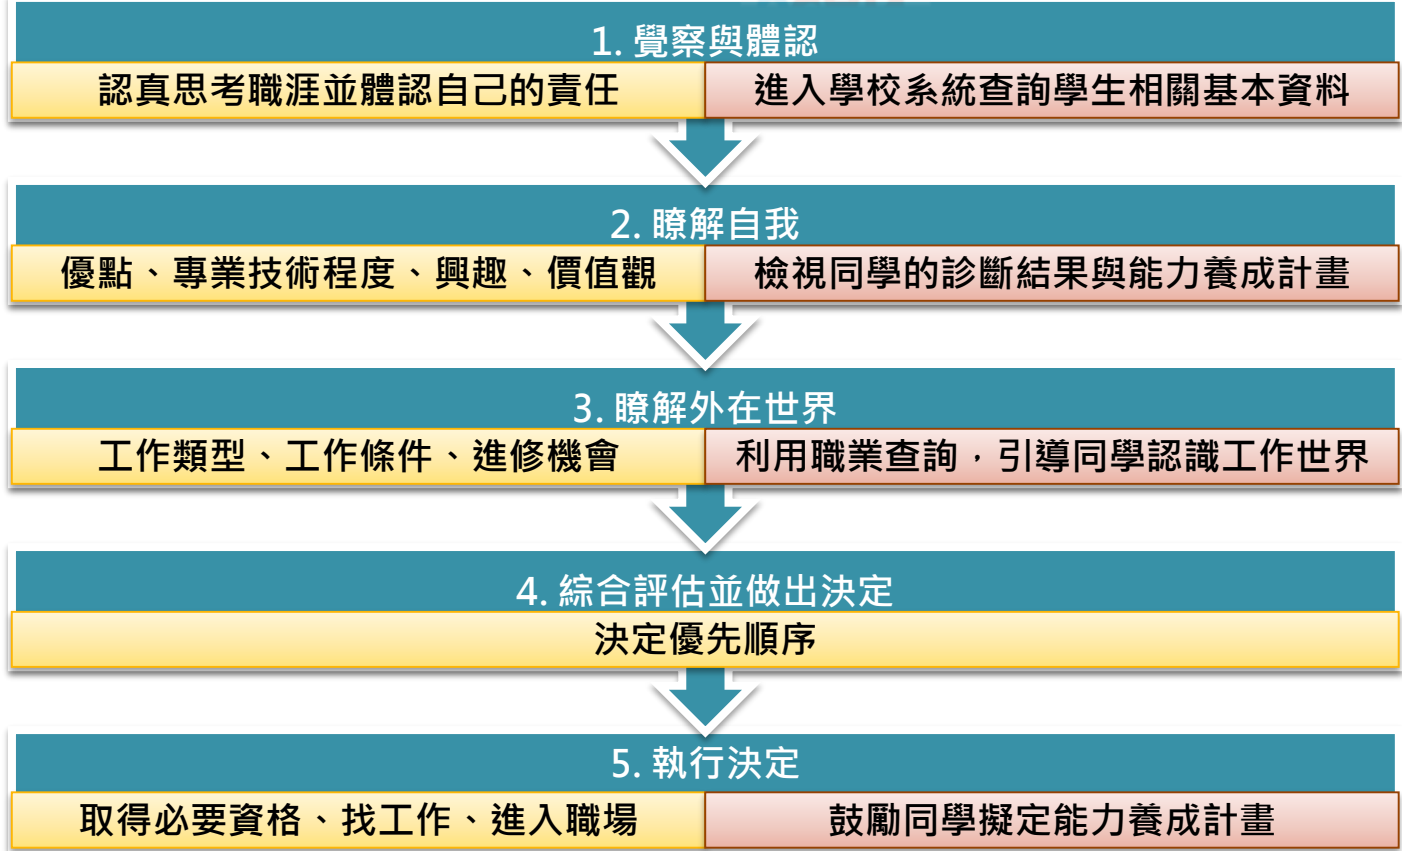 1. 覺察與體認
認真思考職涯並體認自己的責任
進入學校系統查詢學生相關基本資料
2. 瞭解自我
優點、專業技術程度、興趣、價值觀
檢視同學的診斷結果與能力養成計畫
3. 瞭解外在世界
工作類型、工作條件、進修機會
利用職業查詢，引導同學認識工作世界
4. 綜合評估並做出決定
決定優先順序
5. 執行決定
取得必要資格、找工作、進入職場
鼓勵同學擬定能力養成計畫